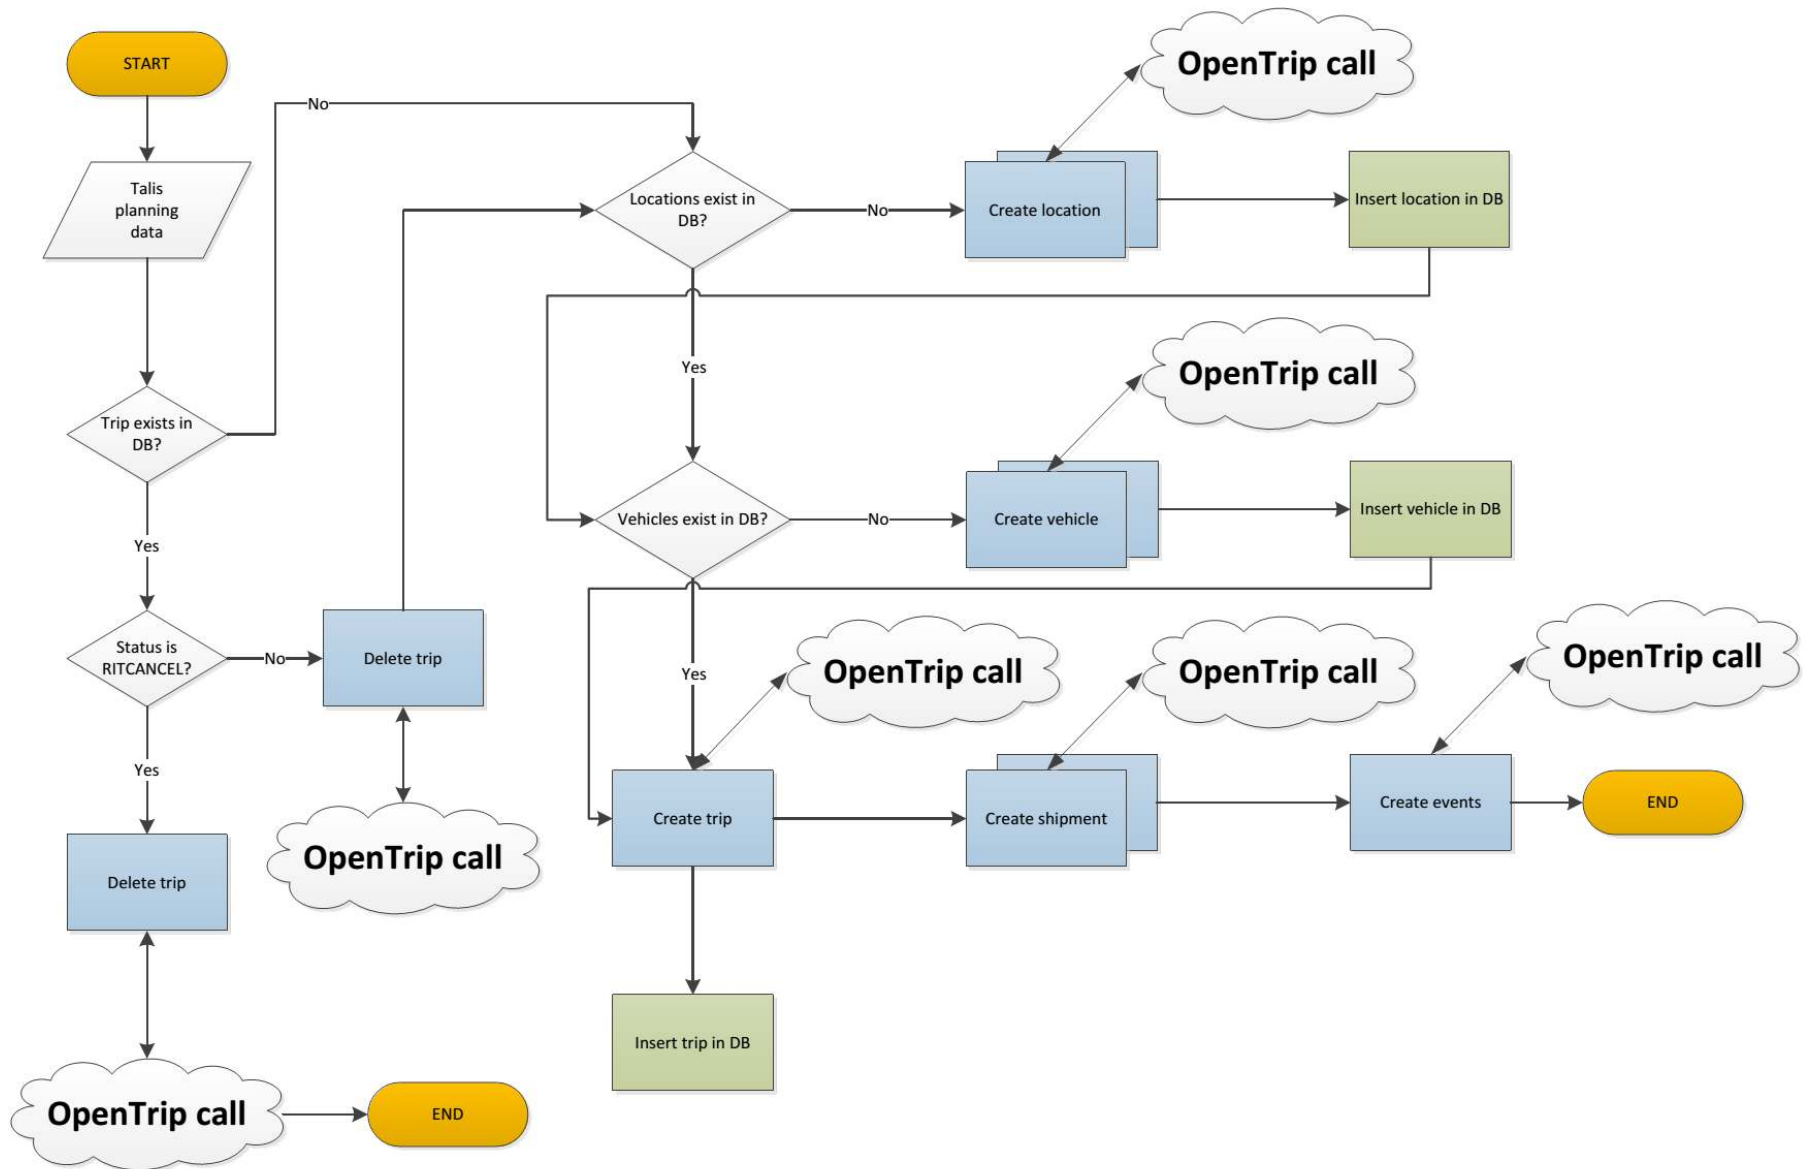 START
OpenTrip call
No
Talis
planning
data
Locations exist in
DB?
No
Create location
Insert location in DB
Yes
OpenTrip call
Trip exists in
DB?
Vehicles exist in DB?
No
Create vehicle
Insert vehicle in DB
Yes
Status is
RITCANCEL?
No
Delete trip
Yes
OpenTrip call
OpenTrip call
OpenTrip call
Yes
Create trip
Create shipment
Create events
END
OpenTrip call
Delete trip
Insert trip in DB
OpenTrip call
END